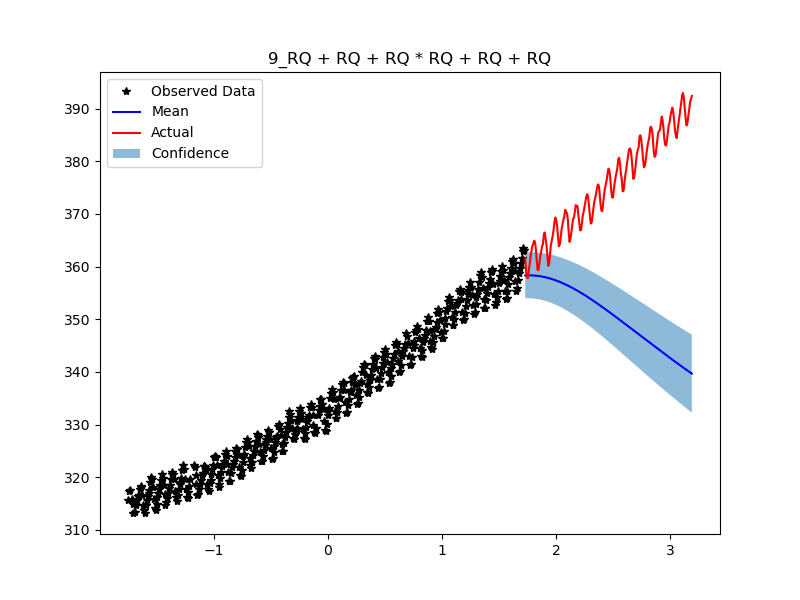 9_RQ + RQ + RQ * RQ + RQ + RQ
Observed Data
Mean
Actual
Confidence
390
380
370
360
350
340
330
320
310
−1
0
1
2
3